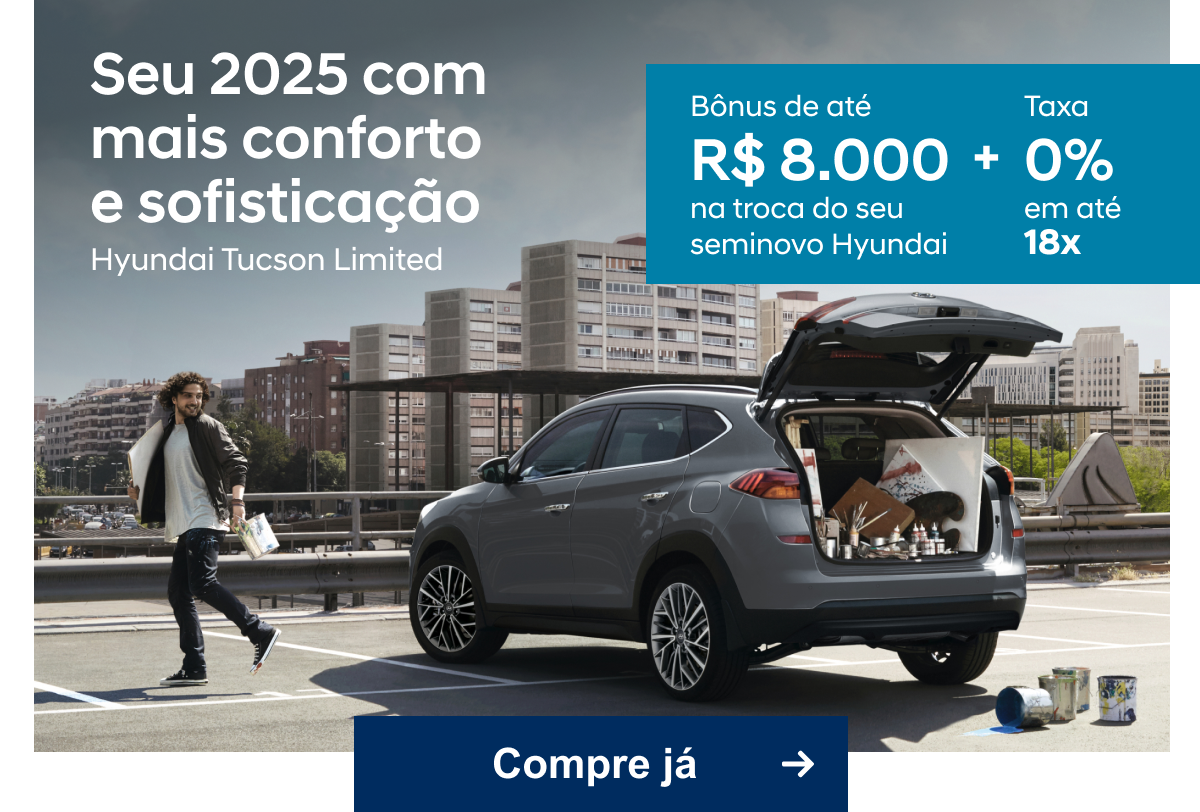 Seu 2025 com
mais conforto
e sofisticação
Hyundai Tucson Limited
Bônus de até
R$ 8.000
na troca do seu
seminovo Hyundai
+
Taxa
0%
em até
18x
Compre já